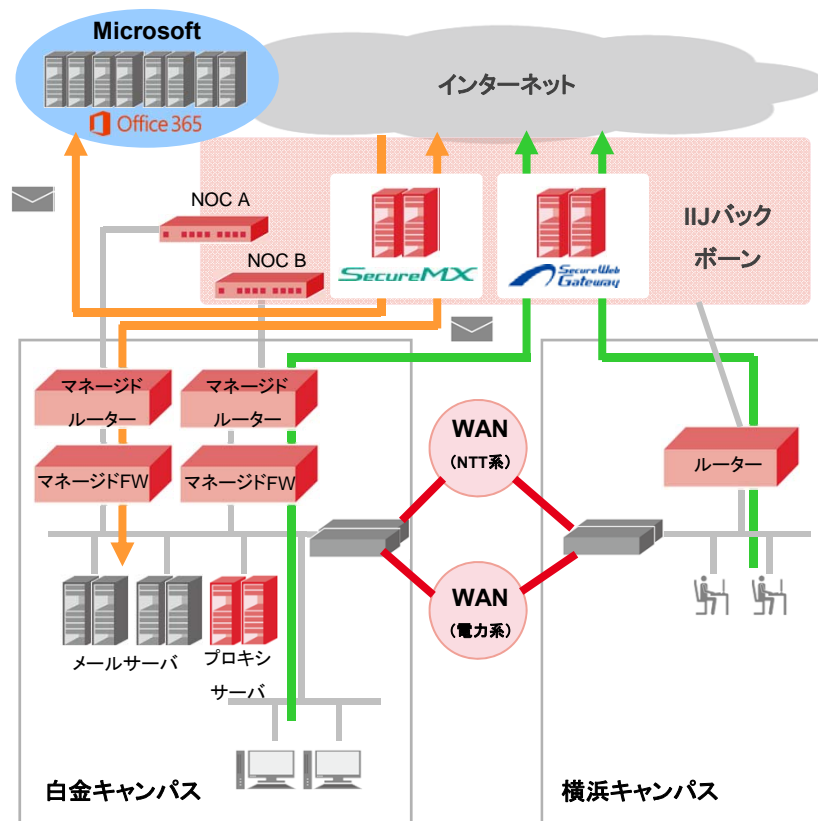 Microsoft
Office 365
インターネット
NOC A
NOC B
SecureMX
SecureWeb
Gateway
IIJバック
ボーン
マネージド
ルーター
マネージド
ルーター
マネージドFW
マネージドFW
WAN
(NTT系)
ルーター
WAN
(電力系)
メールサーバ
プロキシ
サーバ
白金キャンパス
横浜キャンパス